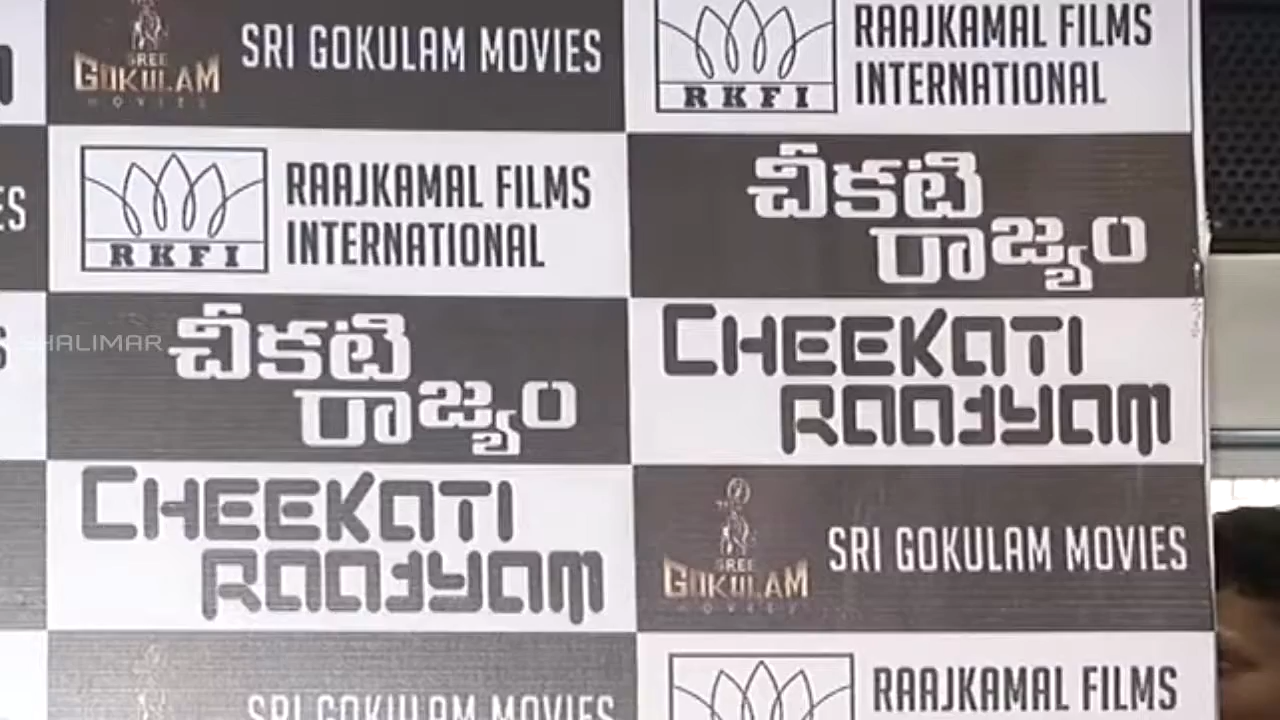 SREE
GOKULAM
MOVIES
SRI GOKULAM MOVIES
RKFI
RAAJKAMAL FILMS
INTERNATIONAL
RKFI
RAAJKAMAL FILMS
INTERNATIONAL
చీకటి
రాజ్యం
ES
SHALIMAR
చీకటి
రాజ్యం
CHEEKATI
RAAJYAM
CHEEKATI
RAAJYAM
SREE
GOKULAM
MOVIES
SRI GOKULAM MOVIES
SRI GOKULAM MOVIES
RAAJKAMAL FILMS